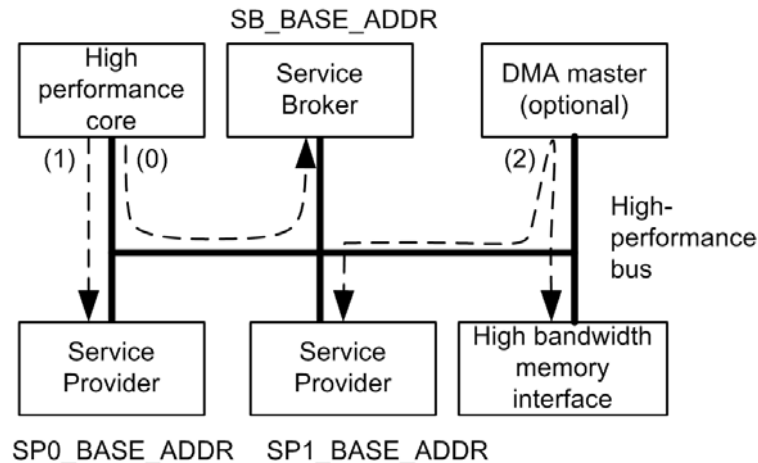 SB_BASE_ADDR
High
performance
core
Service
Broker
DMA master
(optional)
(1)
(0)
(2)
High-
performance
bus
Service
Provider
Service
Provider
High bandwidth
memory
interface
SP0_BASE_ADDR
SP1_BASE_ADDR